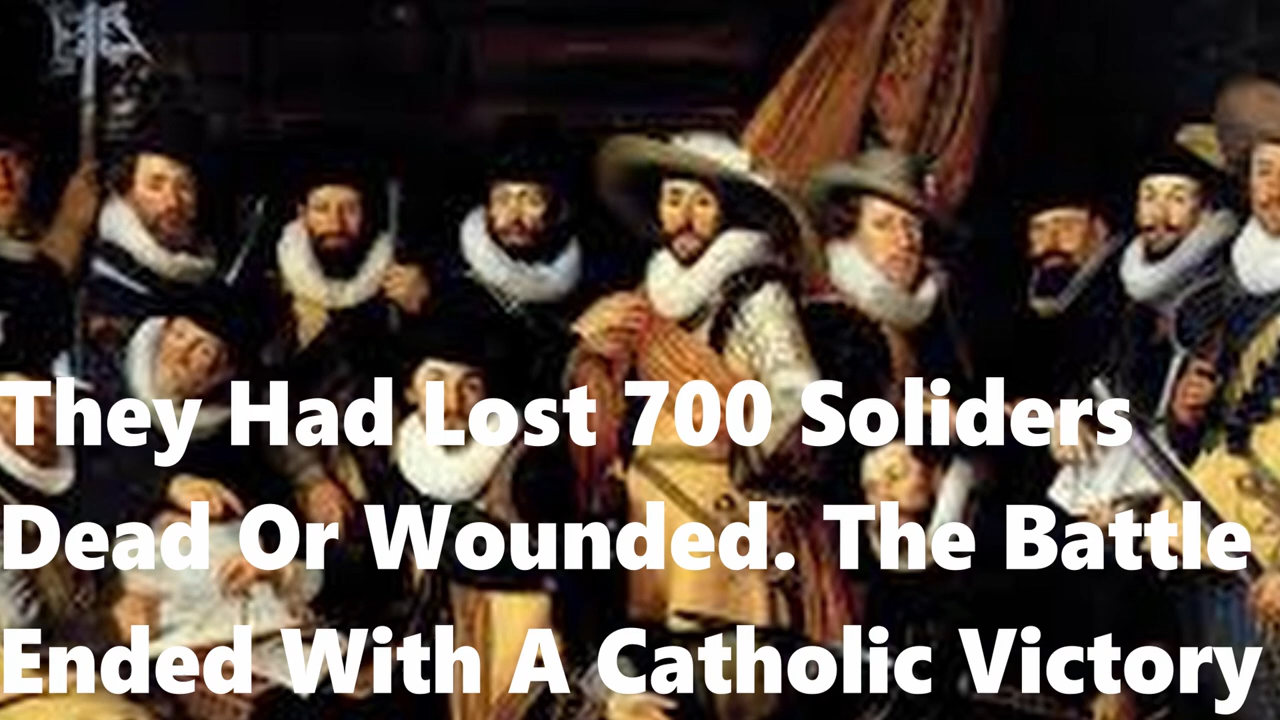 They Had Lost 700 Soliders
Dead Or Wounded. The Battle
Ended With A Catholic Victory